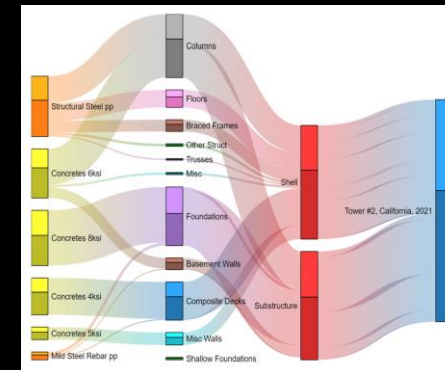 Structural Steel pp
Concretes 6ksi
Concretes 8ksi
Concretes 4ksi
Concretes 5ksi
Mild Steel Rebar pp
Columns
Floors
Braced Frames
Other Struct
Trusses
Misc
Foundations
Basement Walls
Composite Decks
Misc Walls
Shallow Foundations
Shell
Substructure
Tower #2, California, 2021